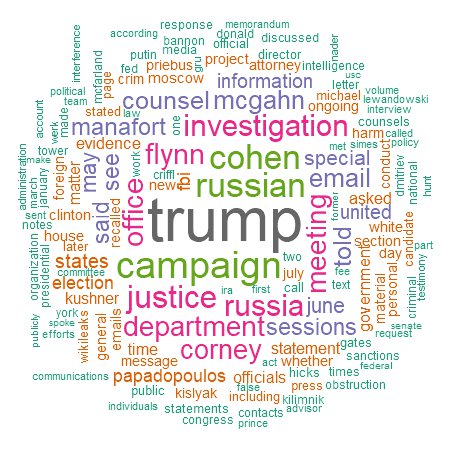 memorandum
according response donald discussed
bannon official
putin media director
fed gru project intelligence nader
interference mcfarland priebus attorney usc
page crim moscow michael letter volume
political information ongoing lewandowski
team stated counsel mcgahn interview
account made law manafort investigation harm counsels
work evidence one called
tower matter work flynn cohen special met simes policy
administration make foreign may see criffl russian email conduct dmitriev
march january new fbi asked national hunt
sent clinton said recalled office trump united
notes told white candidate part
organization house later campaign meeting section day testimony
presidential states two former government material personal criminal
committee election justice july fee
york kushner ira first russia call text june
publicly spoke wikileaks general emails department sessions gates senate
efforts time corney statement sanctions request
message act whether federal
communications papadopoulos officials hicks times obstruction
public kislyak false including press
individuals statements contacts kilimnik
congress prince advisor